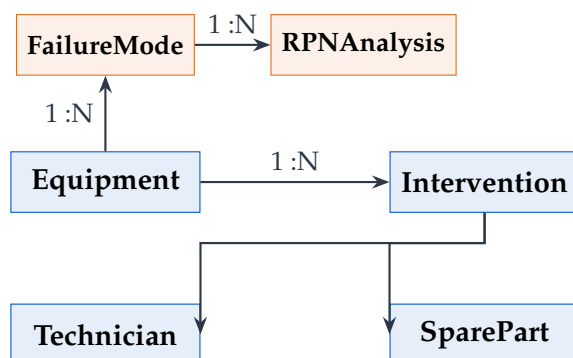 1 :N
FailureMode
RPNAnalysis
1 :N
1 :N
Equipment
Intervention
Technician
SparePart